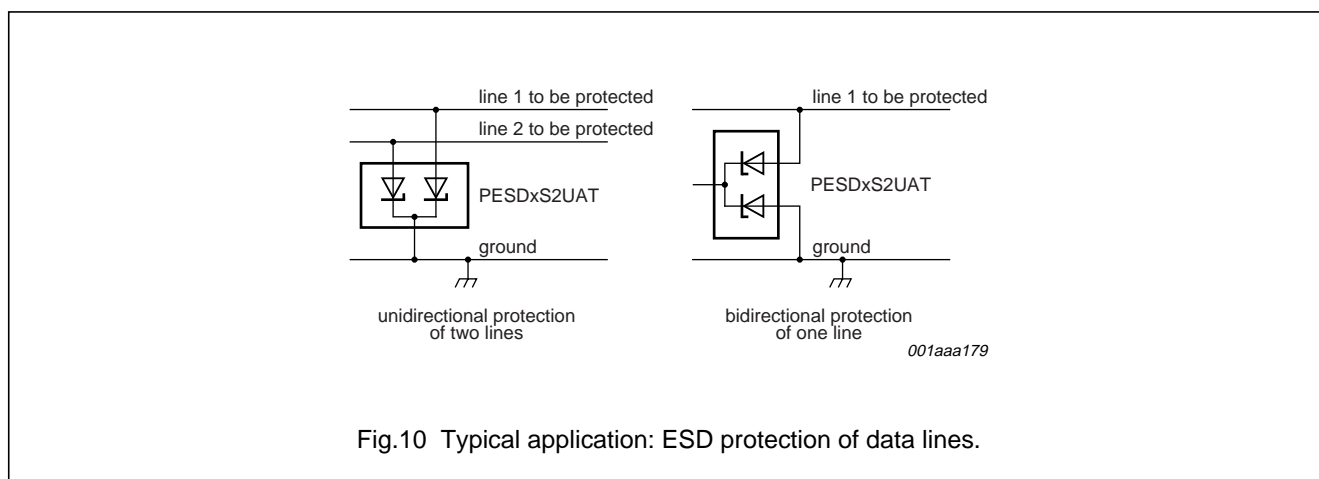 line 1 to be protected
line 2 to be protected
PESDxS2UAT
ground
unidirectional protection
of two lines
line 1 to be protected
PESDxS2UAT
ground
bidirectional protection
of one line
001aaa179
Fig.10 Typical application: ESD protection of data lines.